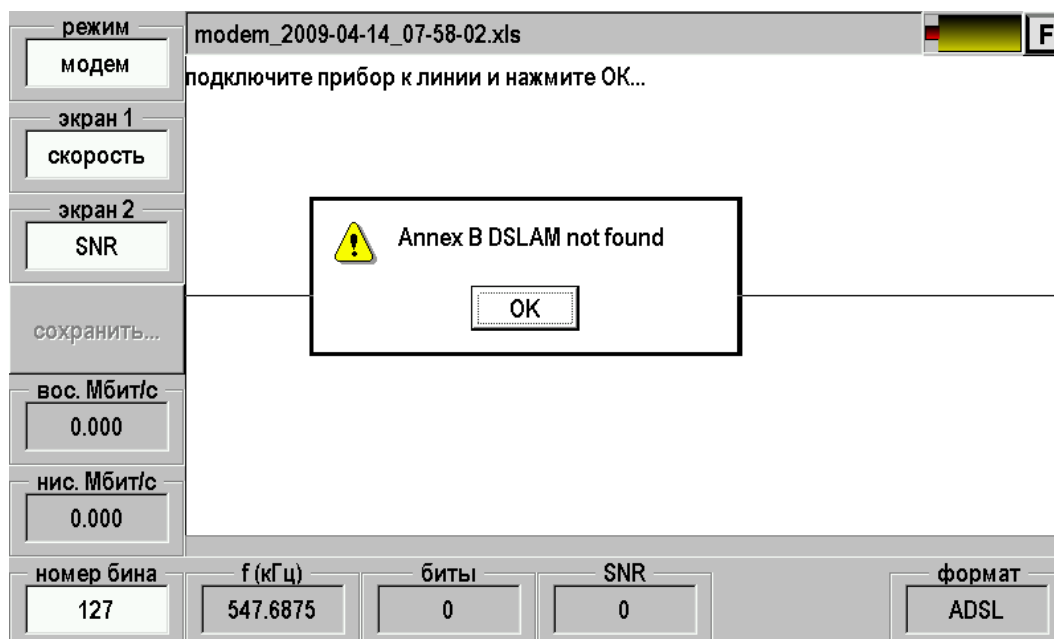 режим
модем
modem_2009-04-14_07-58-02.xls
F
подключите прибор к линии и нажмите ОК...
экран 1
скорость
экран 2
SNR
Annex B DSLAM not found
OK
сохранить...
вос. Мбит/с
0.000
нис. Мбит/с
0.000
номер бина
127
f (кГц)
547.6875
биты
0
SNR
0
формат
ADSL